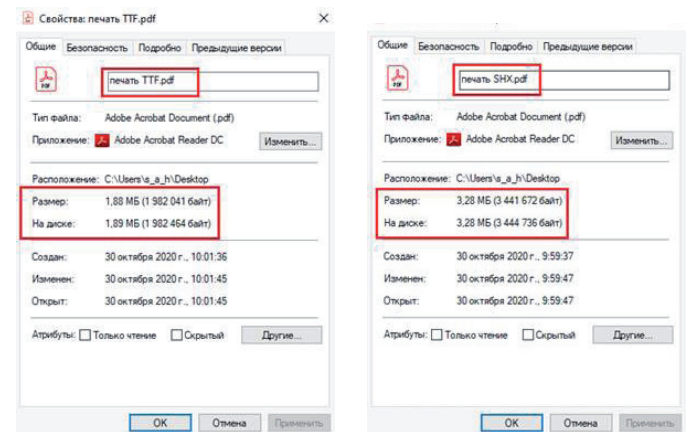 Свойства: печать TTF.pdf
Общие Безопасность Подробно Предыдущие версии
PDF
печать TTF.pdf
Тип файла: Adobe Acrobat Document (.pdf)
Приложение: Adobe Acrobat Reader DC Изменить...
Расположение: C:\Users\s_a_h\Desktop
Размер: 1,88 МБ (1 982 041 байт)
На диске: 1,89 МБ (1 982 464 байт)
Создан: 30 октября 2020 г., 10:01:36
Изменен: 30 октября 2020 г., 10:01:45
Открыт: 30 октября 2020 г., 10:01:45
Атрибуты: Только чтение Скрытый Другие...
OK Отмена Применить
Общие Безопасность Подробно Предыдущие версии
PDF
печать SHX.pdf
Тип файла: Adobe Acrobat Document (.pdf)
Приложение: Adobe Acrobat Reader DC Изменить...
Расположение: C:\Users\s_a_h\Desktop
Размер: 3,28 МБ (3 441 672 байт)
На диске: 3,28 МБ (3 444 736 байт)
Создан: 30 октября 2020 г., 9:59:37
Изменен: 30 октября 2020 г., 9:59:47
Открыт: 30 октября 2020 г., 9:59:47
Атрибуты: Только чтение Скрытый Другие...
OK Отмена Применить